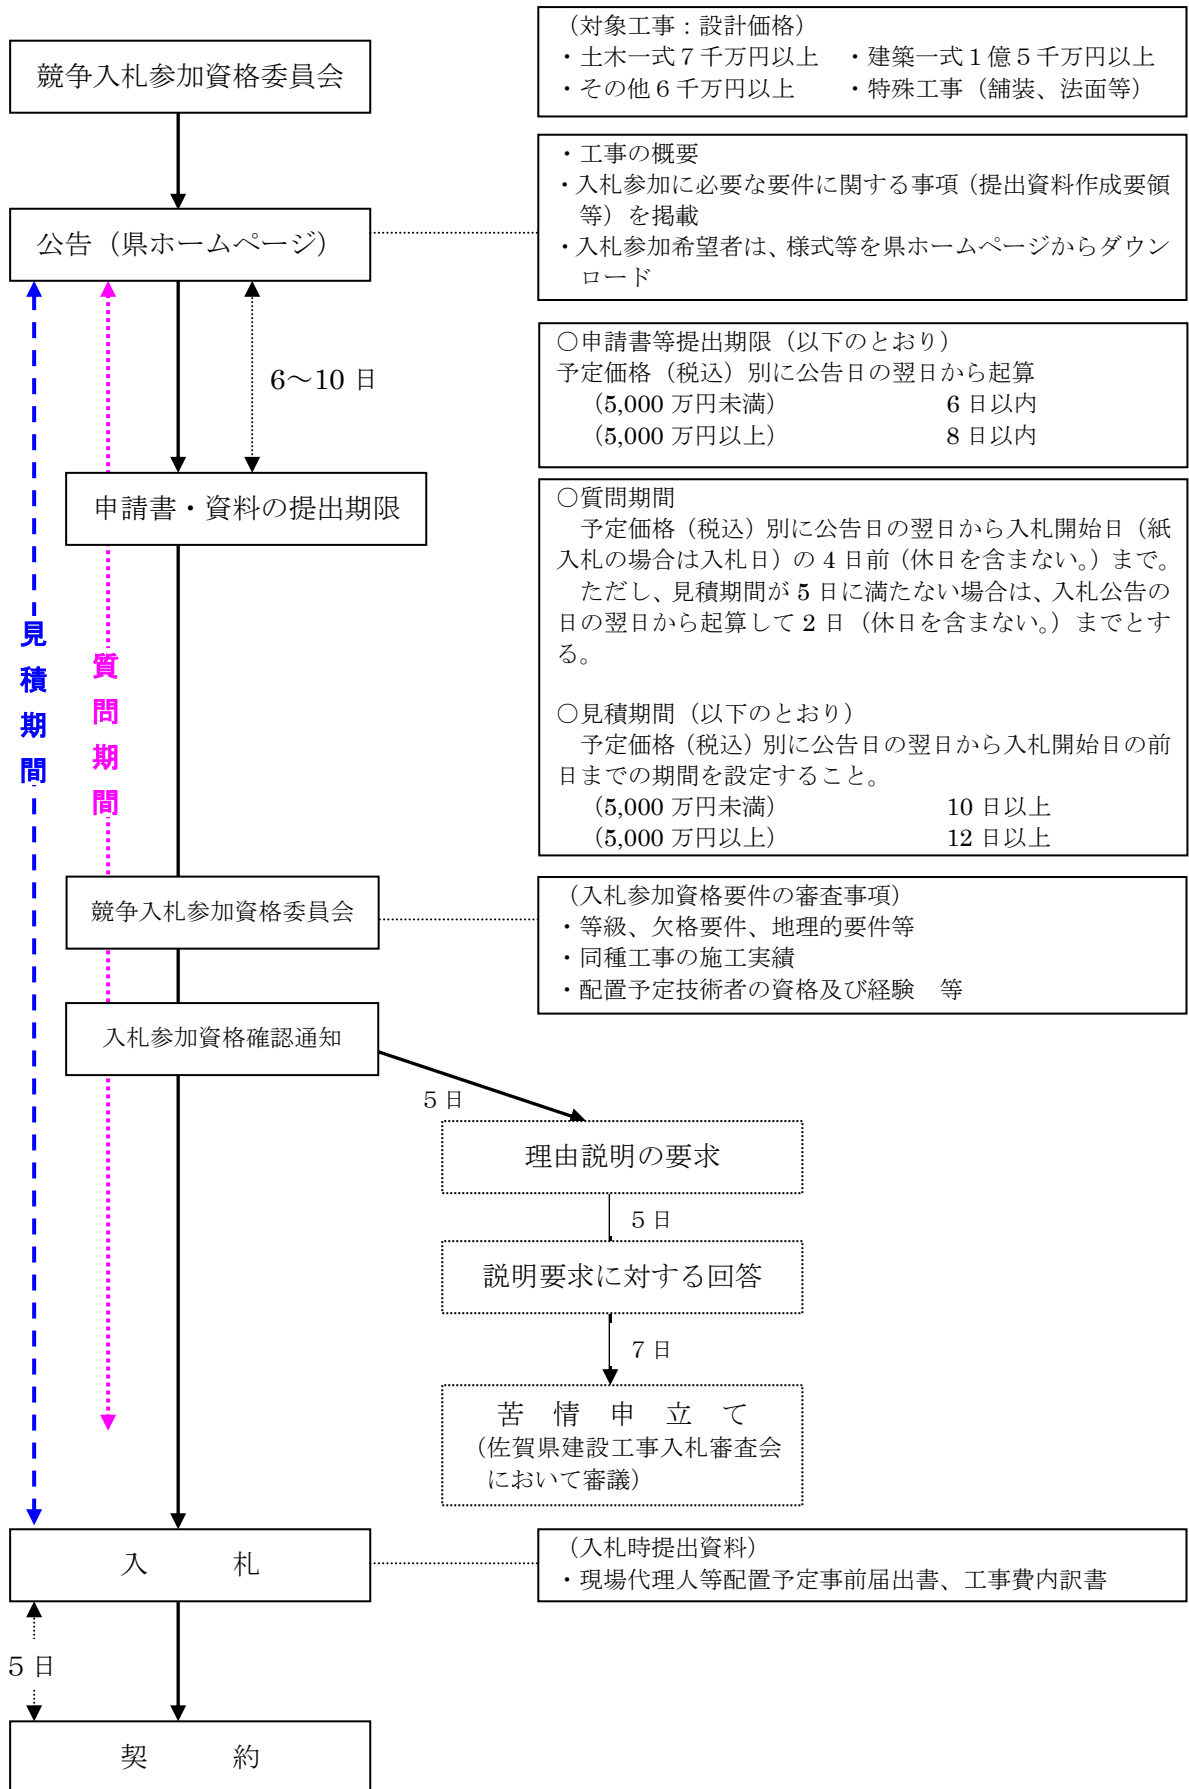 競争入札参加資格委員会
（対象工事：設計価格）
・土木一式７千万円以上　・建築一式１億５千万円以上
・その他６千万円以上　　・特殊工事（舗装、法面等）
公告（県ホームページ）
・工事の概要
・入札参加に必要な要件に関する事項（提出資料作成要領
等）を掲載
・入札参加希望者は、様式等を県ホームページからダウン
ロード
6～10 日
○申請書等提出期限（以下のとおり）
予定価格（税込）別に公告日の翌日から起算
（5,000 万円未満）　　6 日以内
（5,000 万円以上）　　8 日以内
申請書・資料の提出期限
○質問期間
予定価格（税込）別に公告日の翌日から入札開始日（紙
入札の場合は入札日）の 4 日前（休日を含まない。）まで。
ただし、見積期間が 5 日に満たない場合は、入札公告の
日の翌日から起算して 2 日（休日を含まない。）までとす
る。
○見積期間（以下のとおり）
予定価格（税込）別に公告日の翌日から入札開始日の前
日までの期間を設定すること。
（5,000 万円未満）　　10 日以上
（5,000 万円以上）　　12 日以上
見積期間
質問期間
競争入札参加資格委員会
（入札参加資格要件の審査事項）
・等級、欠格要件、地理的要件等
・同種工事の施工実績
・配置予定技術者の資格及び経験　等
入札参加資格確認通知
５日
理由説明の要求
５日
説明要求に対する回答
７日
苦　情　申　立　て
（佐賀県建設工事入札審査会
において審議）
入　　　札
（入札時提出資料）
・現場代理人等配置予定事前届出書、工事費内訳書
５日
契　　　約